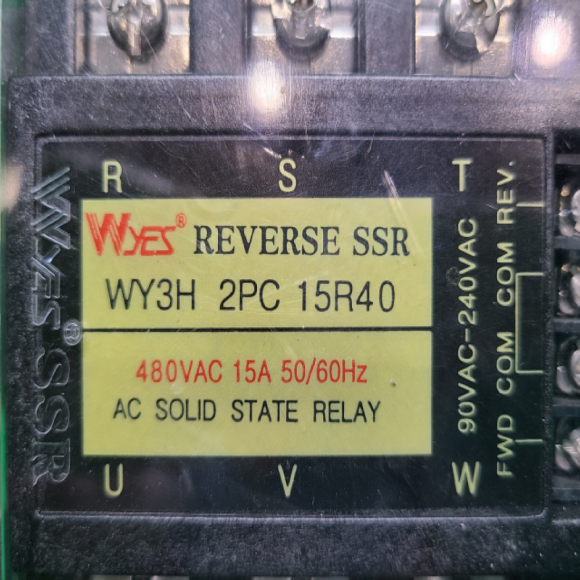 R S T
WYES® REVERSE SSR
WY3H 2PC 15R40
480VAC 15A 50/60Hz
AC SOLID STATE RELAY
U V W
90VAC-240VAC
FWD COM COM REV.
WYES® SSR